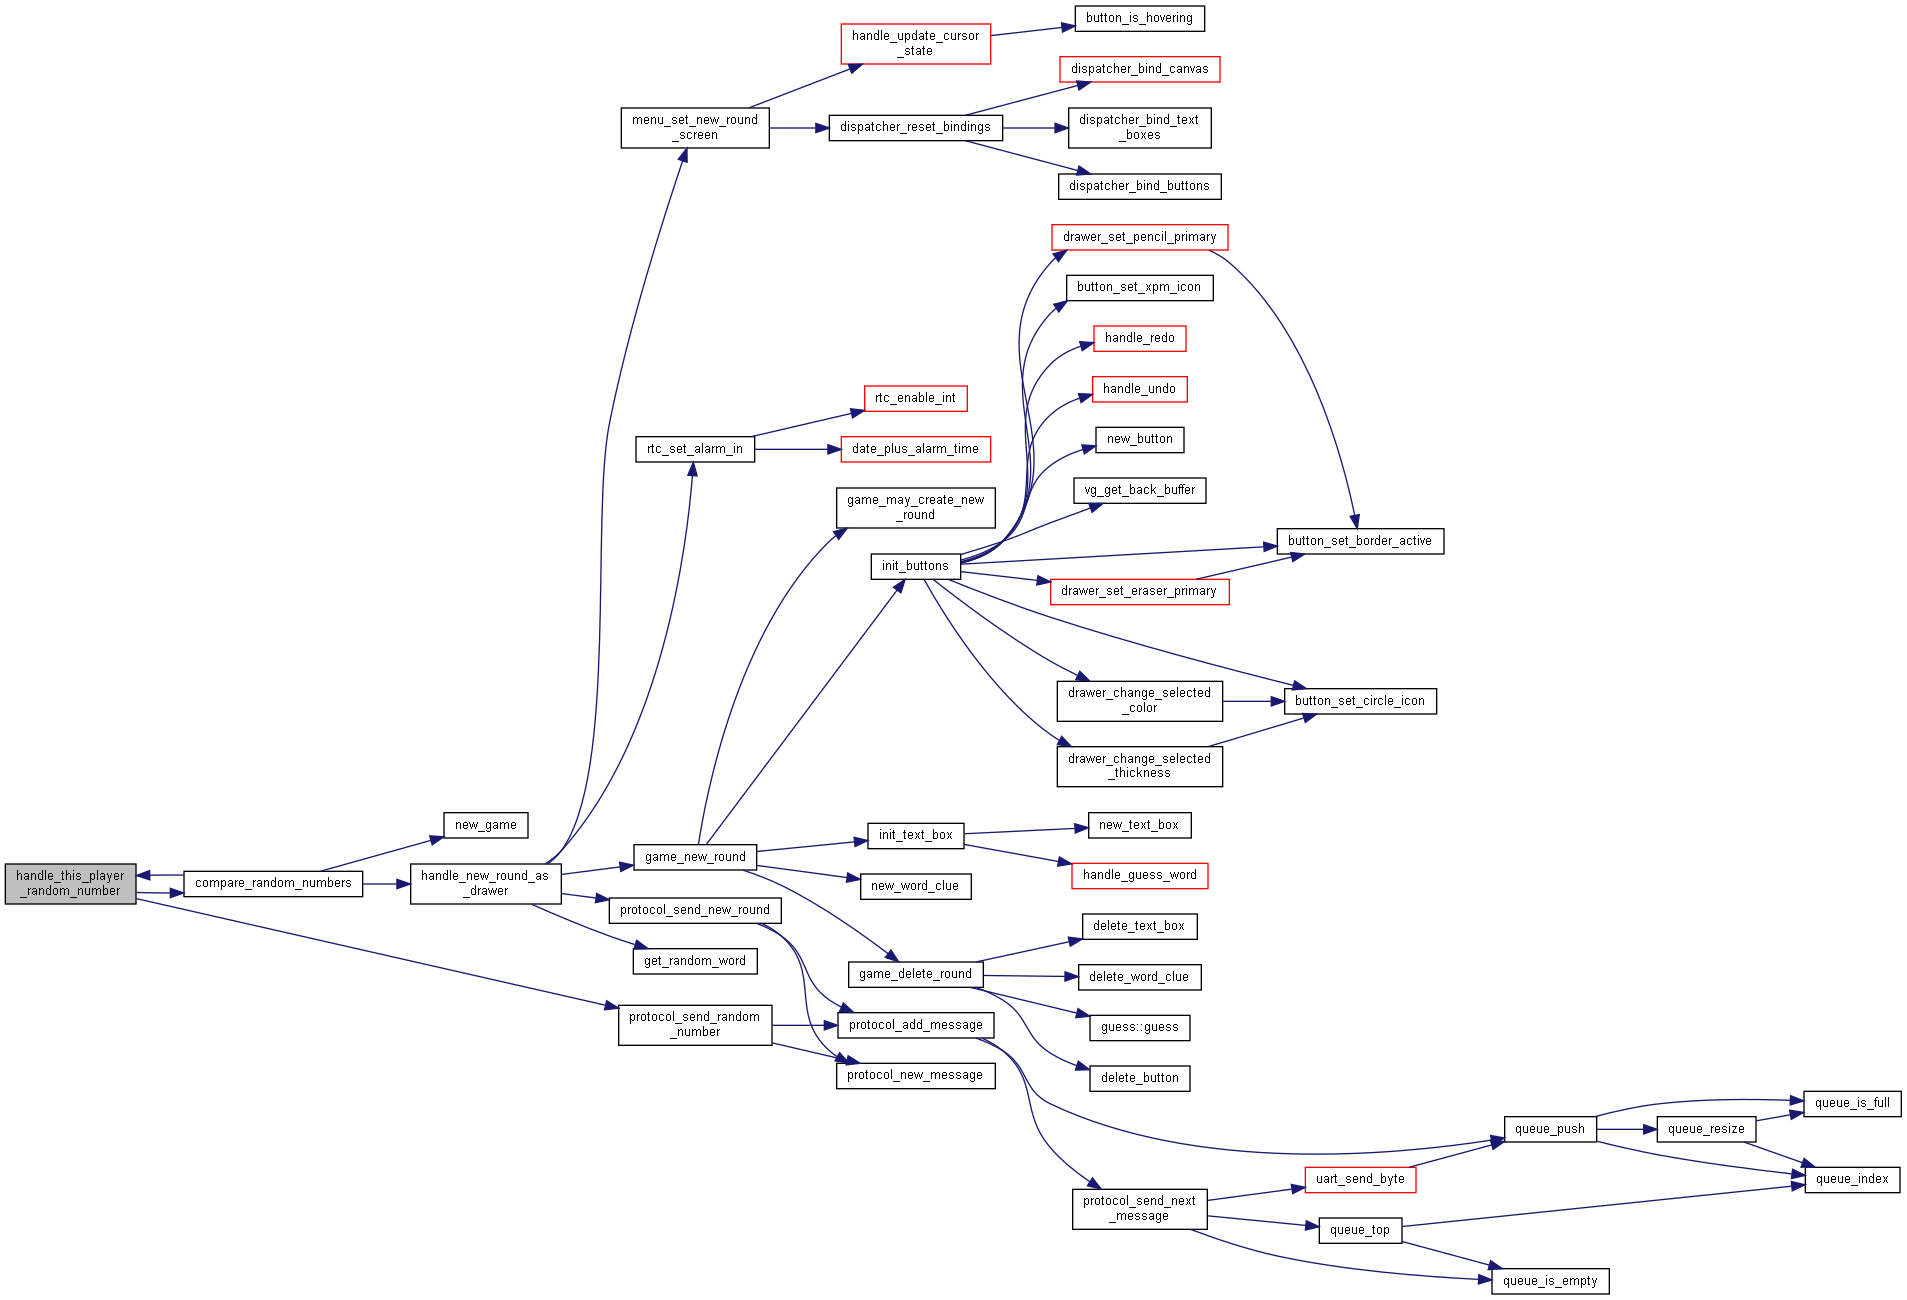 button_is_hovering
handle_update_cursor
_state
dispatcher_bind_canvas
menu_set_new_round
_screen
dispatcher_reset_bindings
dispatcher_bind_text
_boxes
dispatcher_bind_buttons
drawer_set_pencil_primary
button_set_xpm_icon
handle_redo
handle_undo
rtc_enable_int
new_button
rtc_set_alarm_in
date_plus_alarm_time
vg_get_back_buffer
game_may_create_new
_round
button_set_border_active
init_buttons
drawer_set_eraser_primary
drawer_change_selected
_color
button_set_circle_icon
drawer_change_selected
_thickness
new_game
init_text_box
new_text_box
game_new_round
handle_this_player
_random_number
compare_random_numbers
handle_new_round_as
_drawer
new_word_clue
handle_guess_word
protocol_send_new_round
delete_text_box
get_random_word
game_delete_round
delete_word_clue
protocol_send_random
_number
protocol_add_message
guess::guess
protocol_new_message
delete_button
queue_is_full
queue_push
queue_resize
uart_send_byte
queue_index
protocol_send_next
_message
queue_top
queue_is_empty